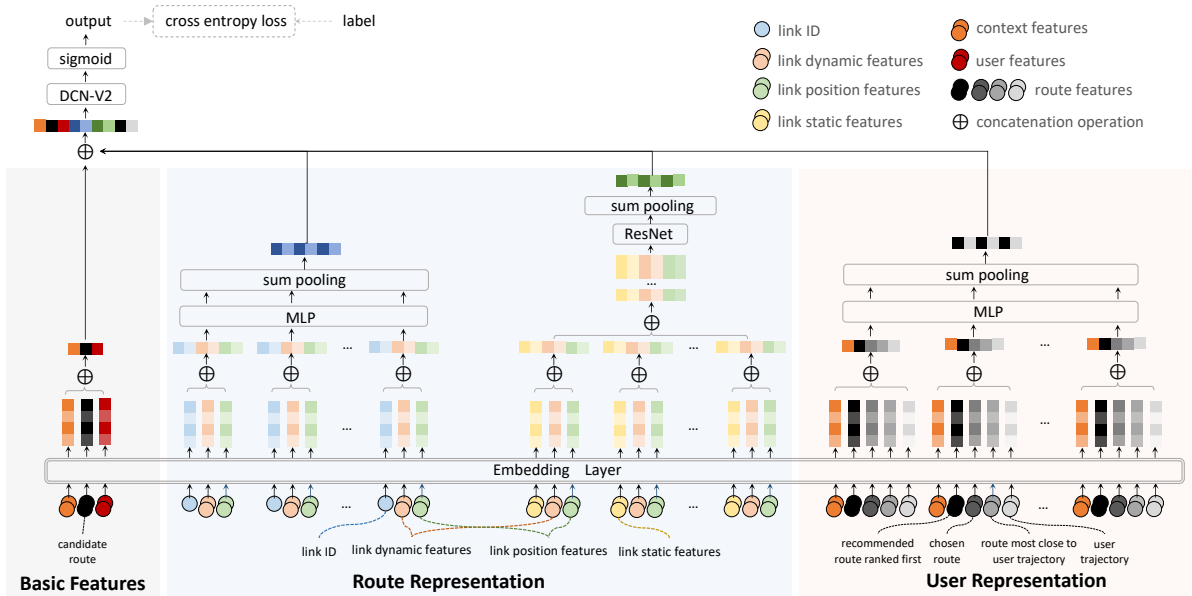 output
cross entropy loss
label
sigmoid
DCN-V2
link ID
link dynamic features
link position features
link static features
context features
user features
route features
concatenation operation
sum pooling
ResNet
sum pooling
MLP
...
...
...
...
sum pooling
MLP
...
...
...
...
Embedding Layer
...
...
...
candidate
route
link ID
link dynamic features
link position features
link static features
recommended
route ranked first
chosen
route
route most close to
user trajectory
user
trajectory
Basic Features
Route Representation
User Representation